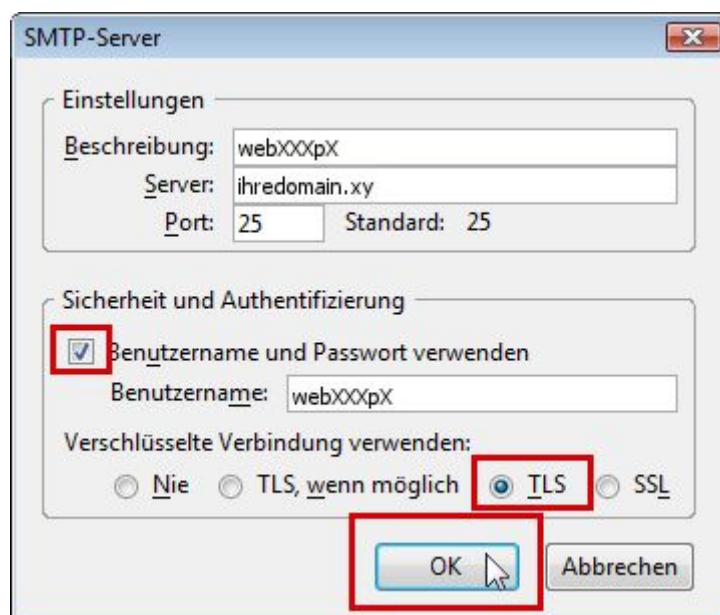 SMTP-Server
Einstellungen
Beschreibung: webXXXpX
Server: ihredomain.xy
Port: 25 Standard: 25
Sicherheit und Authentifizierung
Benutzername und Passwort verwenden
Benutzername: webXXXpX
Verschlüsselte Verbindung verwenden:
Nie TLS, wenn möglich TLS SSL
OK Abbrechen